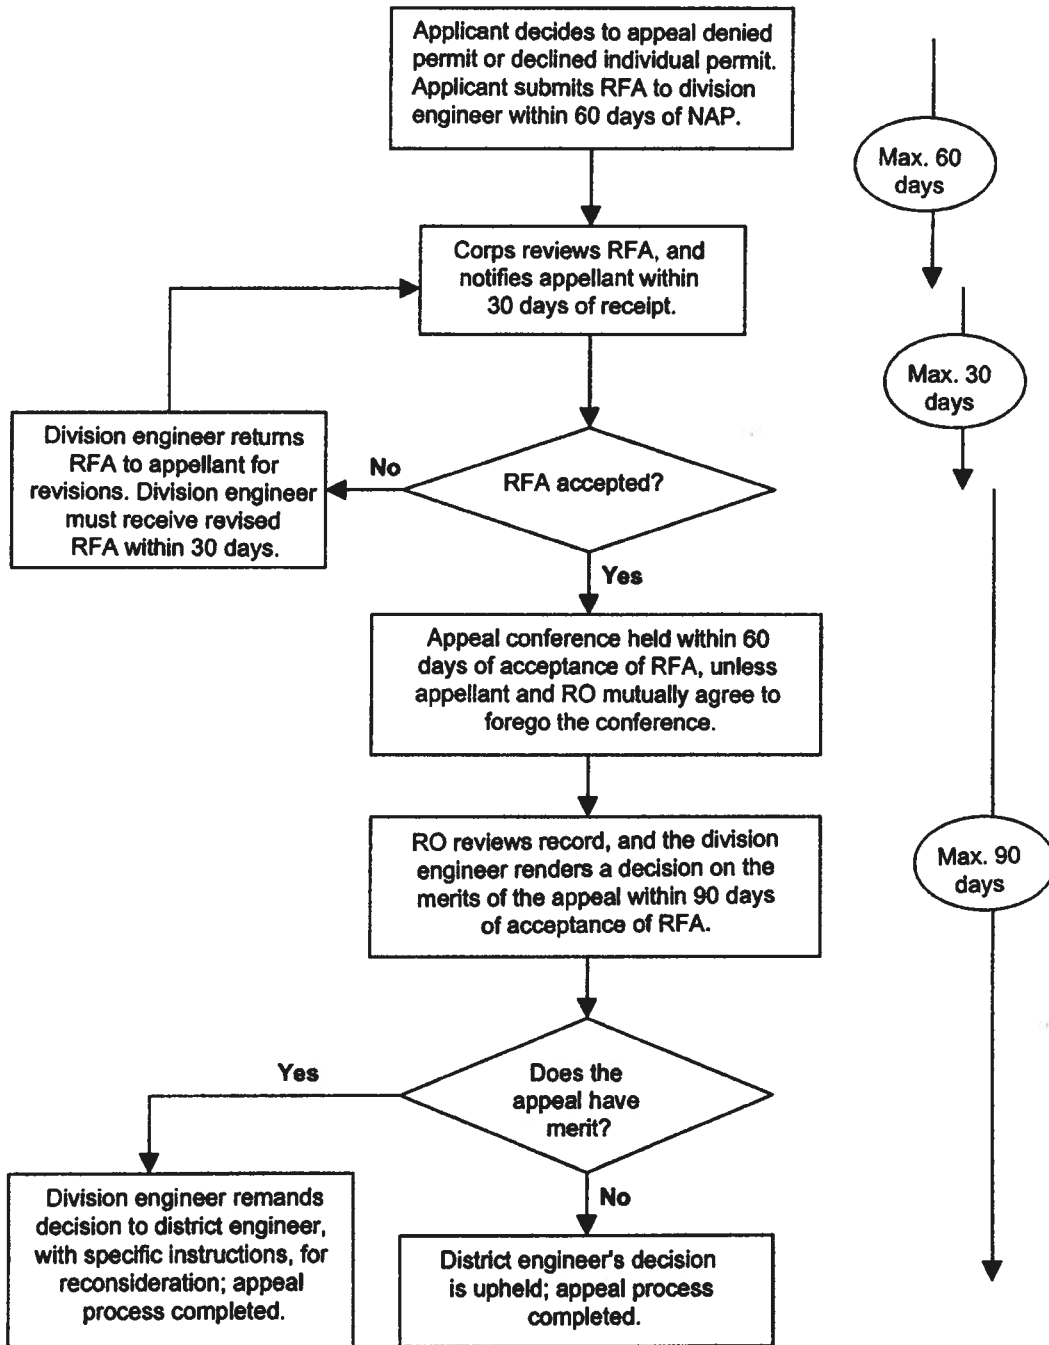 Applicant decides to appeal denied
permit or declined individual permit.
Applicant submits RFA to division
engineer within 60 days of NAP.
Max. 60
days
Corps reviews RFA, and
notifies appellant within
30 days of receipt.
Max. 30
days
Division engineer returns
RFA to appellant for
revisions. Division engineer
must receive revised
RFA within 30 days.
No
RFA accepted?
Yes
Appeal conference held within 60
days of acceptance of RFA, unless
appellant and RO mutually agree to
forego the conference.
RO reviews record, and the division
engineer renders a decision on the
merits of the appeal within 90 days
of acceptance of RFA.
Max. 90
days
Does the
appeal have
merit?
Yes
No
Division engineer remands
decision to district engineer,
with specific instructions, for
reconsideration; appeal
process completed.
District engineer's decision
is upheld; appeal process
completed.